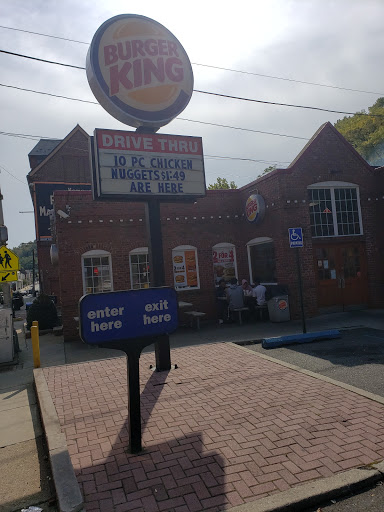 BURGER
KING
DRIVE THRU
10 PC CHICKEN
NUGGETS $1.49
ARE HERE
enter exit
here here